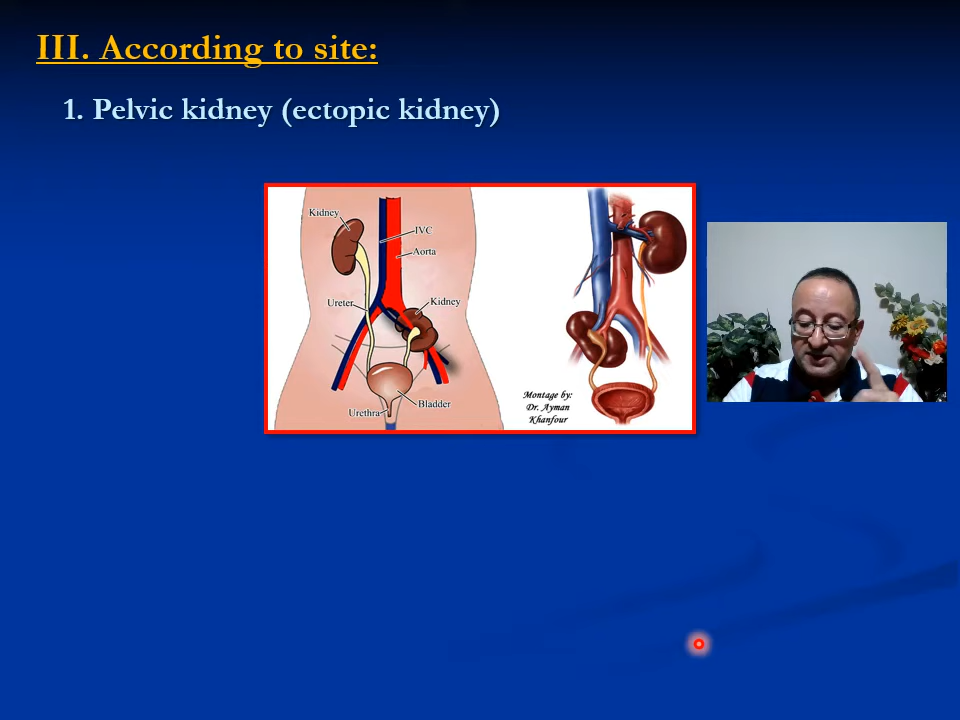 III. According to site:
1. Pelvic kidney (ectopic kidney)
Kidney
IVC
Aorta
Ureter
Kidney
Bladder
Urethra
Montage by:
Dr. Ayman
Khanfour